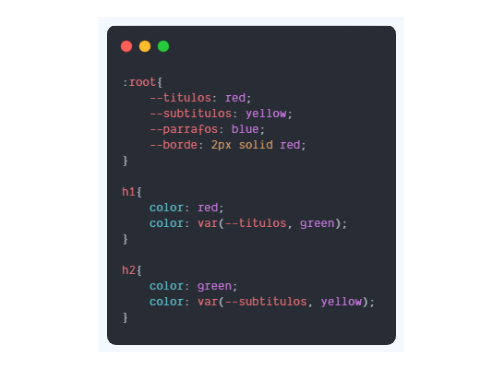 :root{
--titulos: red;
--subtitulos: yellow;
--parrafos: blue;
--borde: 2px solid red;
}
h1{
color: red;
color: var(--titulos, green);
}
h2{
color: green;
color: var(--subtitulos, yellow);
}